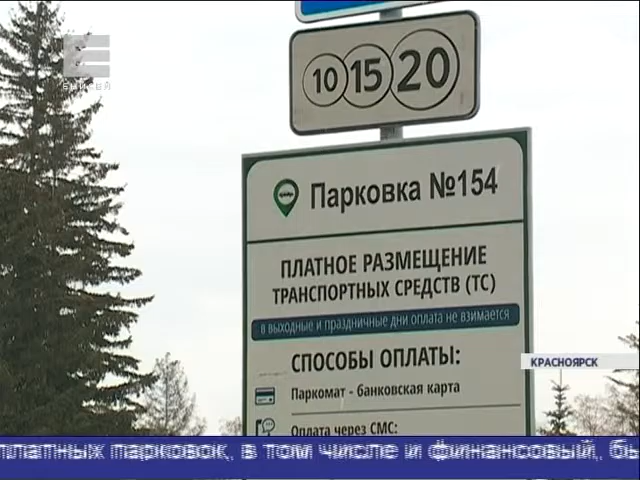 ЕНИСЕЙ
10 15 20
Парковка №154
ПЛАТНОЕ РАЗМЕЩЕНИЕ
ТРАНСПОРТНЫХ СРЕДСТВ (ТС)
в выходные и праздничные дни оплата не взимается
СПОСОБЫ ОПЛАТЫ:
Паркомат - банковская карта
КРАСНОЯРСК
Оплата через СМС:
платных парковок, в том числе и финансовый, бы